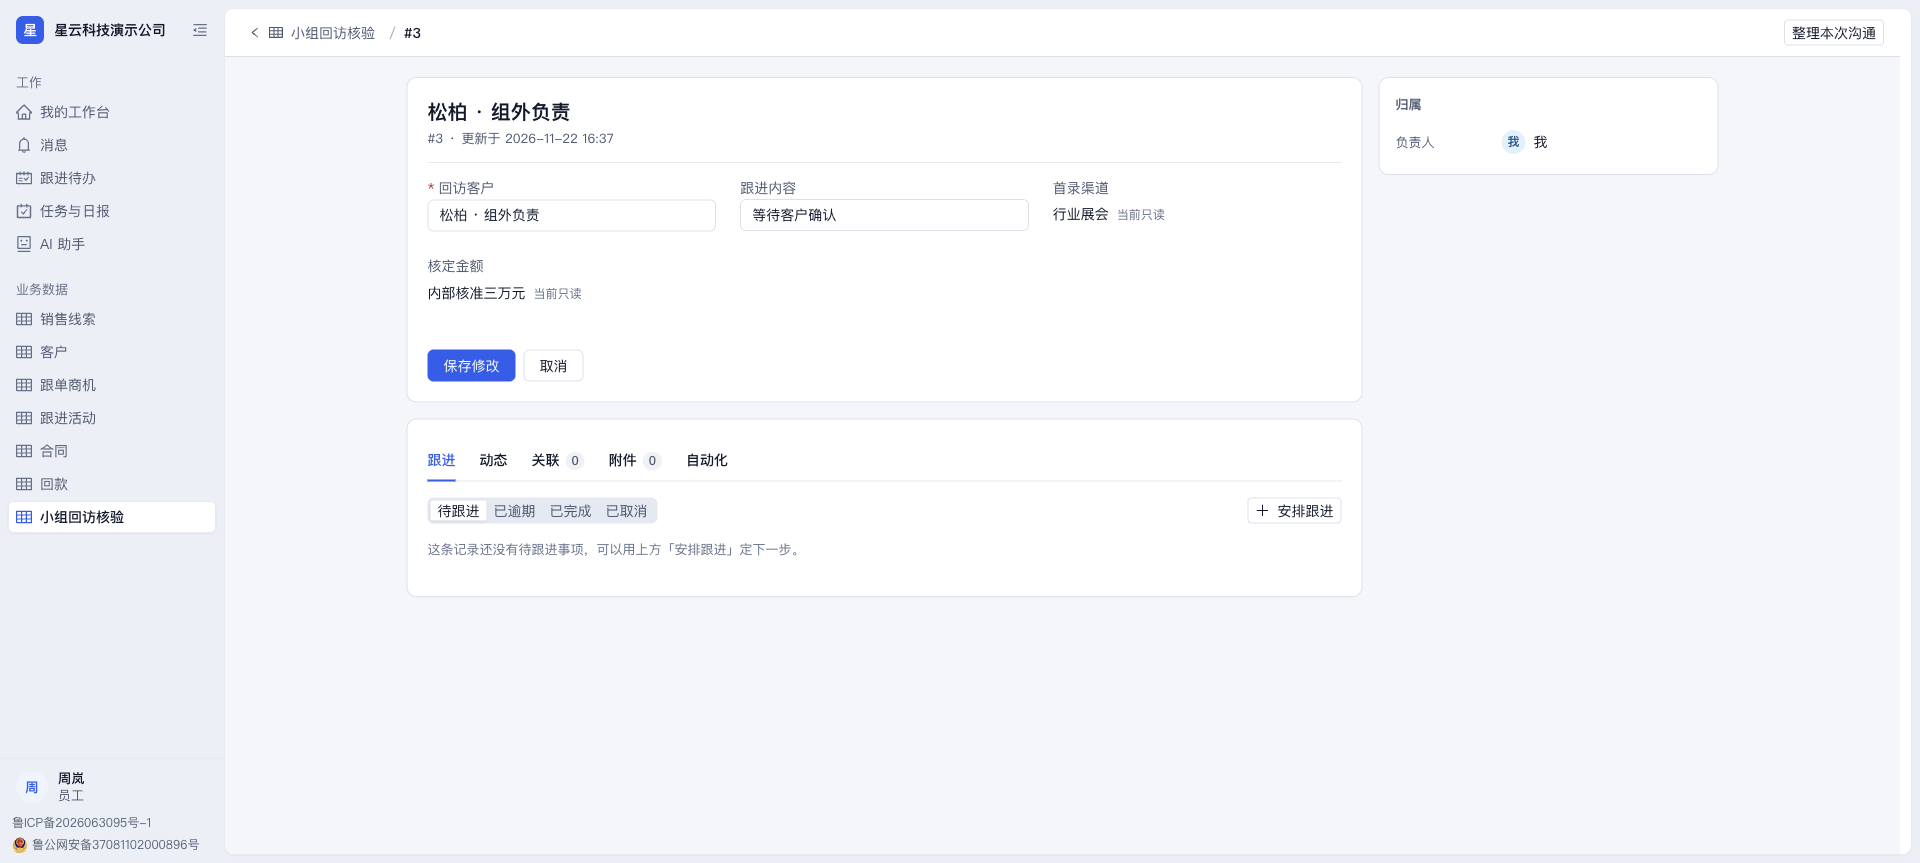 星 星云科技演示公司
工作
我的工作台
消息
跟进待办
任务与日报
AI 助手
业务数据
销售线索
客户
跟单商机
跟进活动
合同
回款
小组回访核验
周 周岚
员工
鲁ICP备2026063095号-1
鲁公网安备37081102000896号
小组回访核验 / #3
整理本次沟通
松柏 · 组外负责
#3 · 更新于 2026-11-22 16:37
* 回访客户
松柏 · 组外负责
跟进内容
等待客户确认
首录渠道
行业展会 当前只读
核定金额
内部核准三万元 当前只读
保存修改 取消
跟进 动态 关联 0 附件 0 自动化
待跟进 已逾期 已完成 已取消
安排跟进
这条记录还没有待跟进事项，可以用上方「安排跟进」定下一步。
归属
负责人 我 我